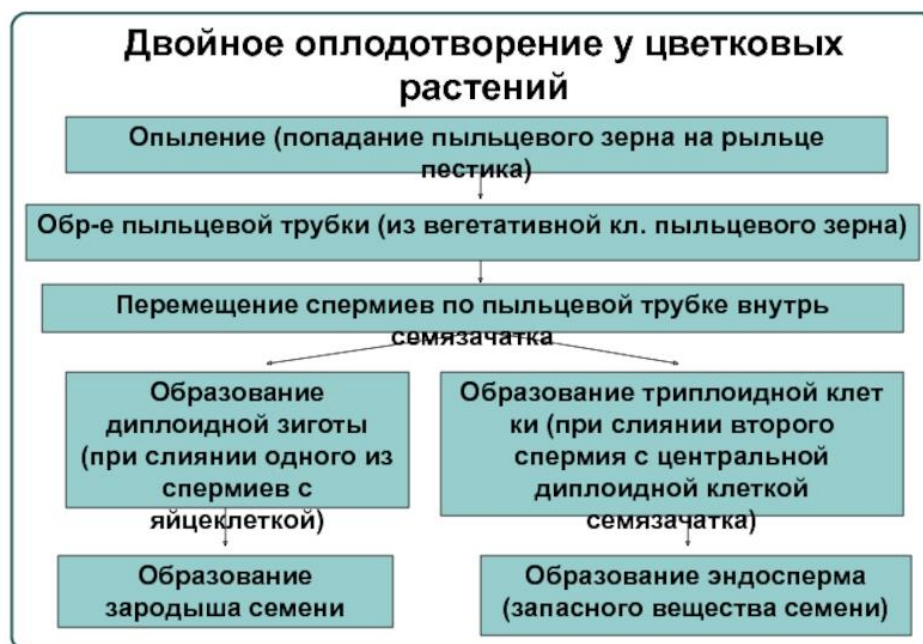 Двойное оплодотворение у цветковых
растений
Опыление (попадание пыльцевого зерна на рыльце
пестика)
Обр-е пыльцевой трубки (из вегетативной кл. пыльцевого зерна)
Перемещение спермиев по пыльцевой трубке внутрь
семязачатка
Образование
диплоидной зиготы
(при слиянии одного из
спермиев с
яйцеклеткой)
Образование триплоидной клет
ки (при слиянии второго
спермия с центральной
диплоидной клеткой
семязачатка)
Образование
зародыша семени
Образование эндосперма
(запасного вещества семени)